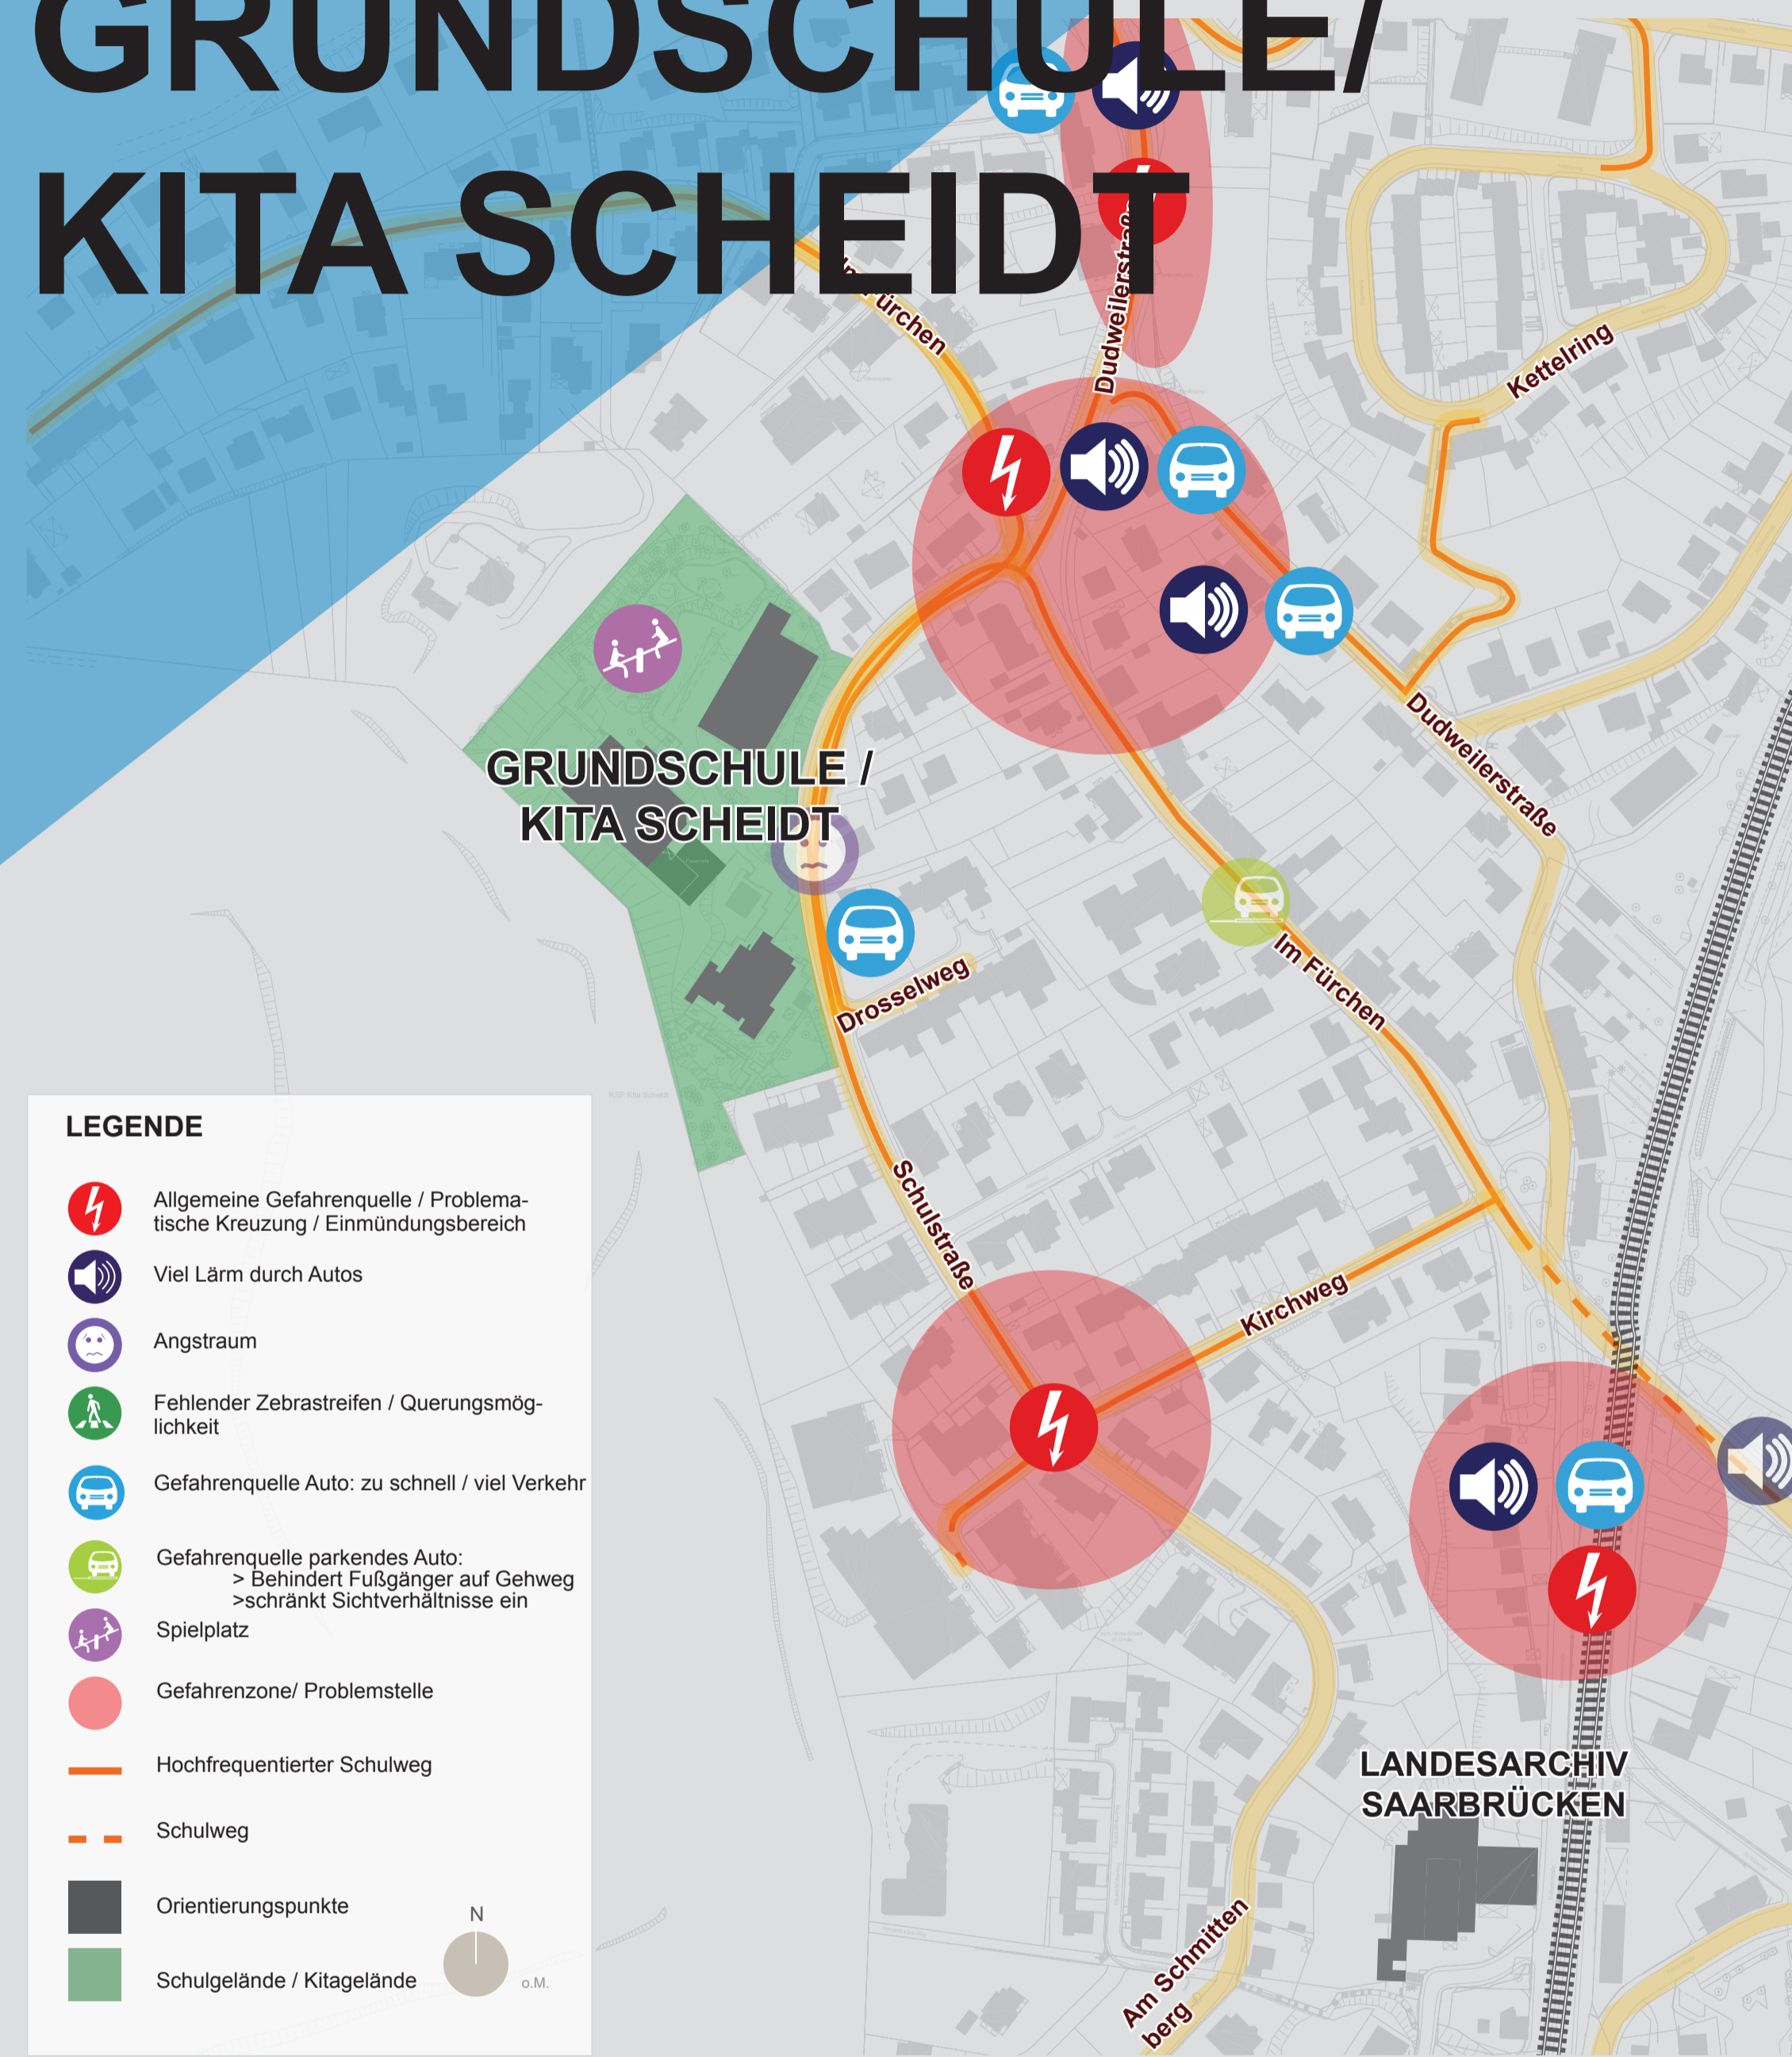 GRUNDSCHULE/
KITA SCHEIDT
Im Fürchen
Dudweilerstraße
Kettelring
GRUNDSCHULE /
KITA SCHEIDT
Dudweilerstraße
Im Fürchen
Drosselweg
KSP Kita Scheidt
Schulstraße
Kirchweg
LEGENDE
Allgemeine Gefahrenquelle / Problema-
tische Kreuzung / Einmündungsbereich
Viel Lärm durch Autos
Angstraum
Fehlender Zebrastreifen / Querungsmög-
lichkeit
Gefahrenquelle Auto: zu schnell / viel Verkehr
Gefahrenquelle parkendes Auto:
> Behindert Fußgänger auf Gehweg
>schränkt Sichtverhältnisse ein
Spielplatz
Gefahrenzone/ Problemstelle
Hochfrequentierter Schulweg
Schulweg
Orientierungspunkte
Schulgelände / Kitagelände
N
o.M.
LANDESARCHIV
SAARBRÜCKEN
Am Schmitten
berg